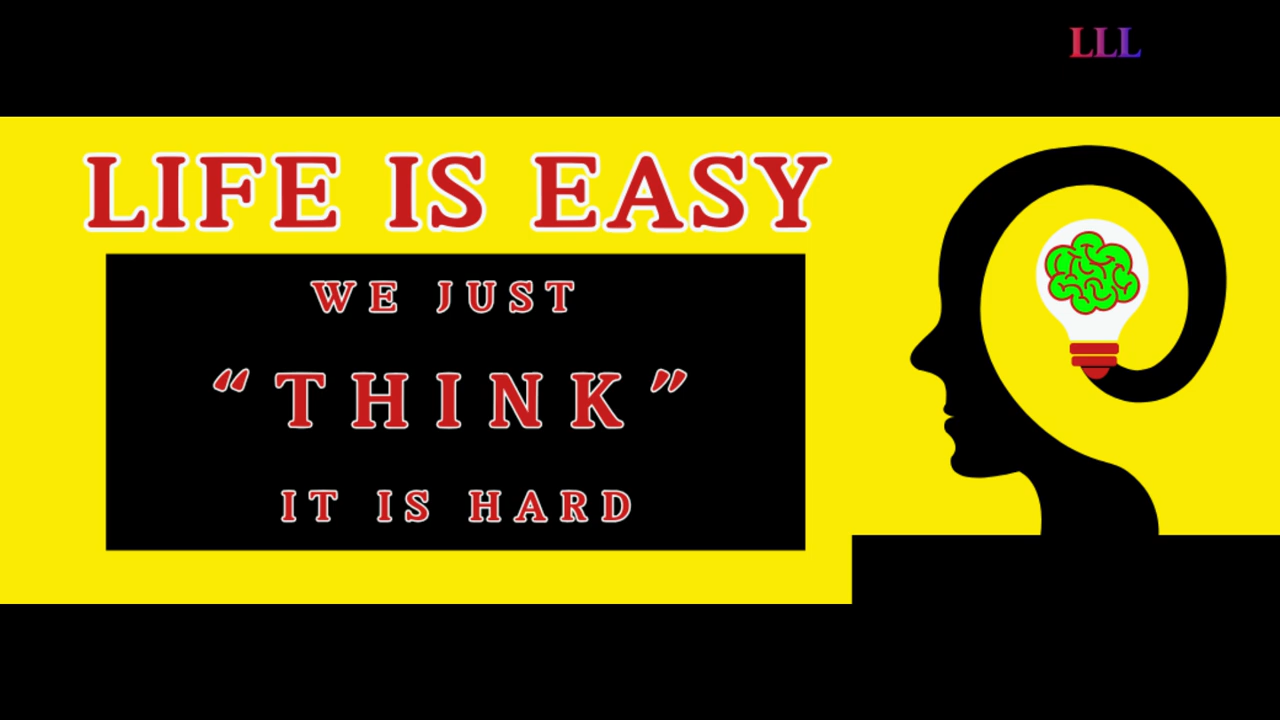 LLL
LIFE IS EASY
WE JUST
“THINK”
IT IS HARD